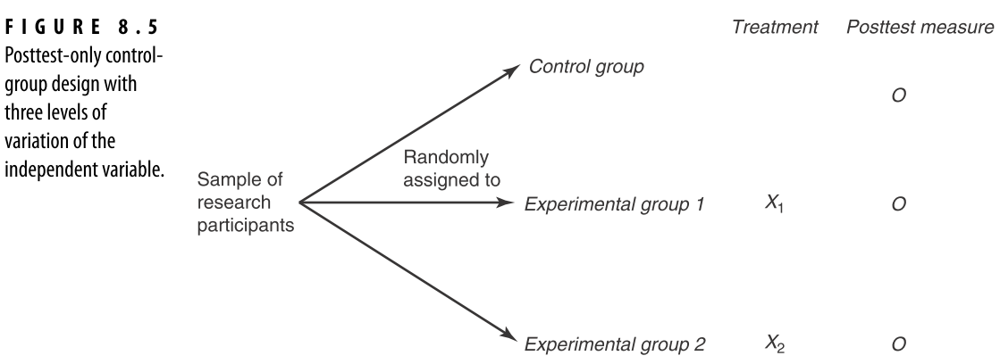 FIGURE 8.5
Posttest-only control-
group design with
three levels of
variation of the
independent variable.
Treatment Posttest measure
Control group
O
Randomly
assigned to
Sample of
research
participants
Experimental group 1 X₁ O
Experimental group 2 X₂ O